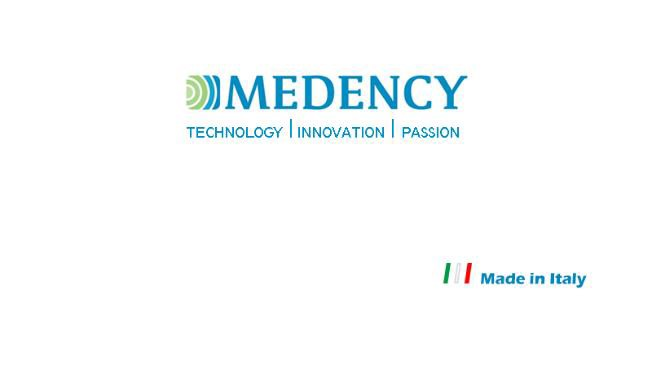 MEDENCY
TECHNOLOGY | INNOVATION | PASSION
Made in Italy